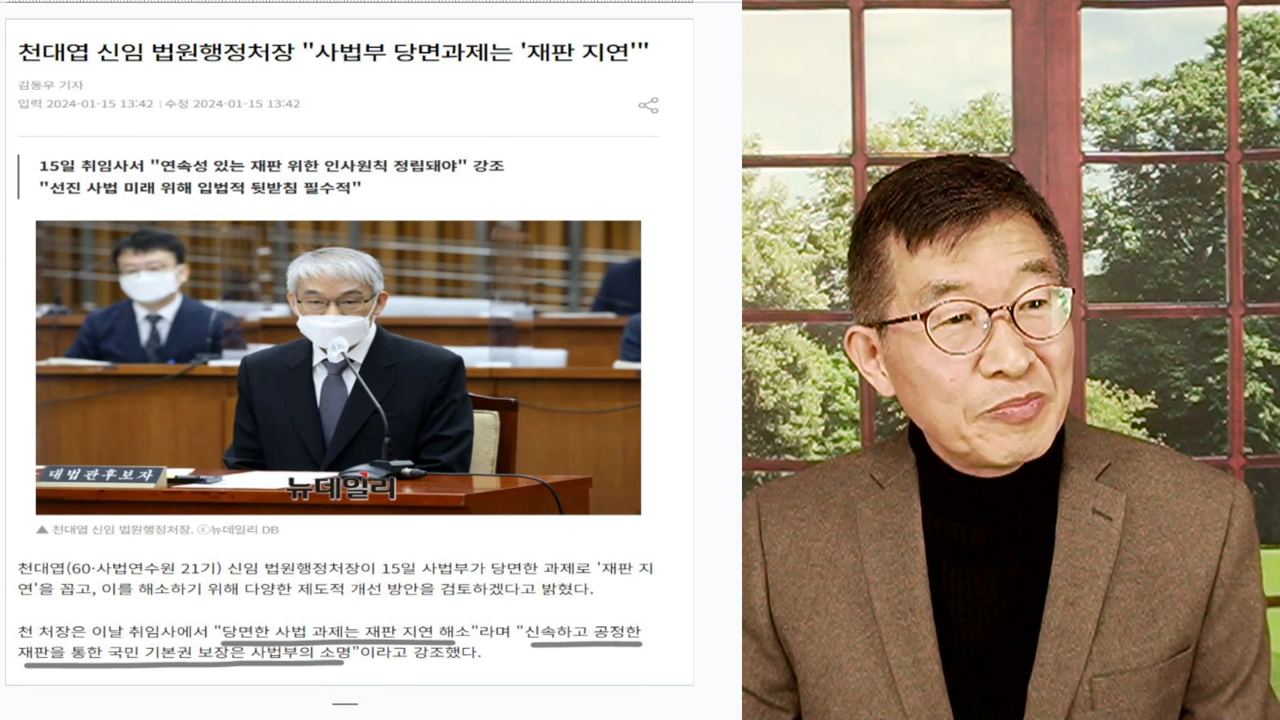 천대엽 신임 법원행정처장 "사법부 당면과제는 '재판 지연'"
김동우 기자
입력 2024-01-15 13:42 | 수정 2024-01-15 13:42
15일 취임사서 "연속성 있는 재판 위한 인사원칙 정립돼야" 강조
"선진 사법 미래 위해 입법적 뒷받침 필수적"
대법관후보자
뉴데일리
▲ 천대엽 신임 법원행정처장. ⓒ뉴데일리 DB
천대엽(60·사법연수원 21기) 신임 법원행정처장이 15일 사법부가 당면한 과제로 '재판 지
연'을 꼽고, 이를 해소하기 위해 다양한 제도적 개선 방안을 검토하겠다고 밝혔다.
천 처장은 이날 취임사에서 "당면한 사법 과제는 재판 지연 해소"라며 "신속하고 공정한
재판을 통한 국민 기본권 보장은 사법부의 소명"이라고 강조했다.